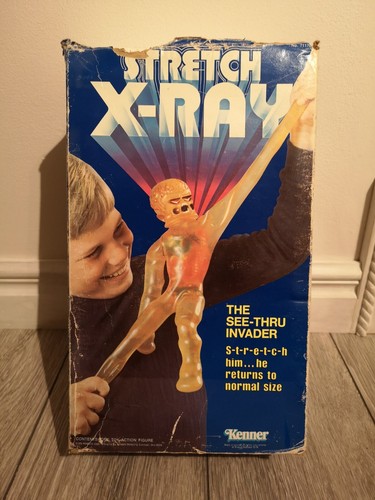 STRETCH
X-RAY
THE
SEE-THRU
INVADER
S-t-r-e-t-c-h
him...he
returns to
normal size
Kenner